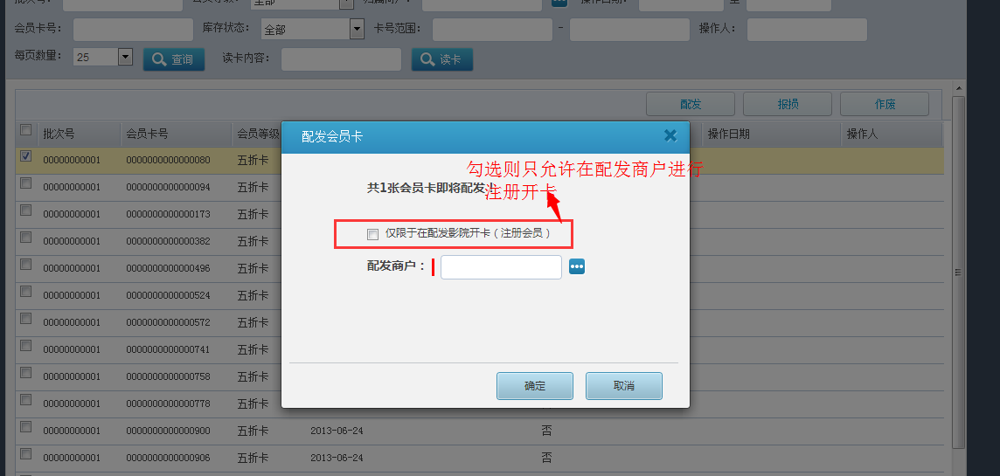 批次号： 全部 操作日期： 至
会员卡号： 库存状态： 全部 卡号范围： - 操作人：
每页数量： 25 查询 读卡内容： 读卡
配发 报损 作废
批次号 会员卡号 会员等级 操作日期 操作人
配发会员卡
勾选则只允许在配发商户进行
注册开卡
共1张会员卡即将配发！
仅限于在配发影院开卡（注册会员）
配发商户：
确定 取消
00000000001 0000000000000080 五折卡
00000000001 0000000000000094 五折卡
00000000001 0000000000000173 五折卡
00000000001 0000000000000382 五折卡
00000000001 0000000000000496 五折卡
00000000001 0000000000000524 五折卡
00000000001 0000000000000572 五折卡
00000000001 0000000000000741 五折卡
00000000001 0000000000000758 五折卡
00000000001 0000000000000778 五折卡
00000000001 0000000000000900 五折卡 2013-06-24 否
00000000001 0000000000000906 五折卡 2013-06-24 否